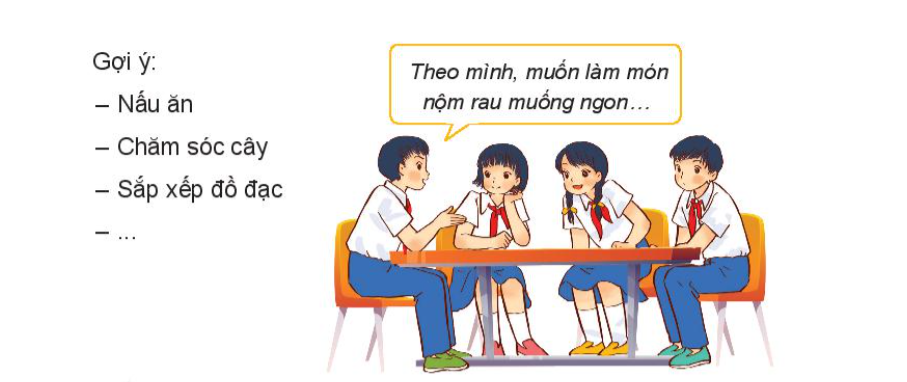 Gợi ý:
– Nấu ăn
– Chăm sóc cây
– Sắp xếp đồ đạc
– ...
Theo mình, muốn làm món
nộm rau muống ngon...